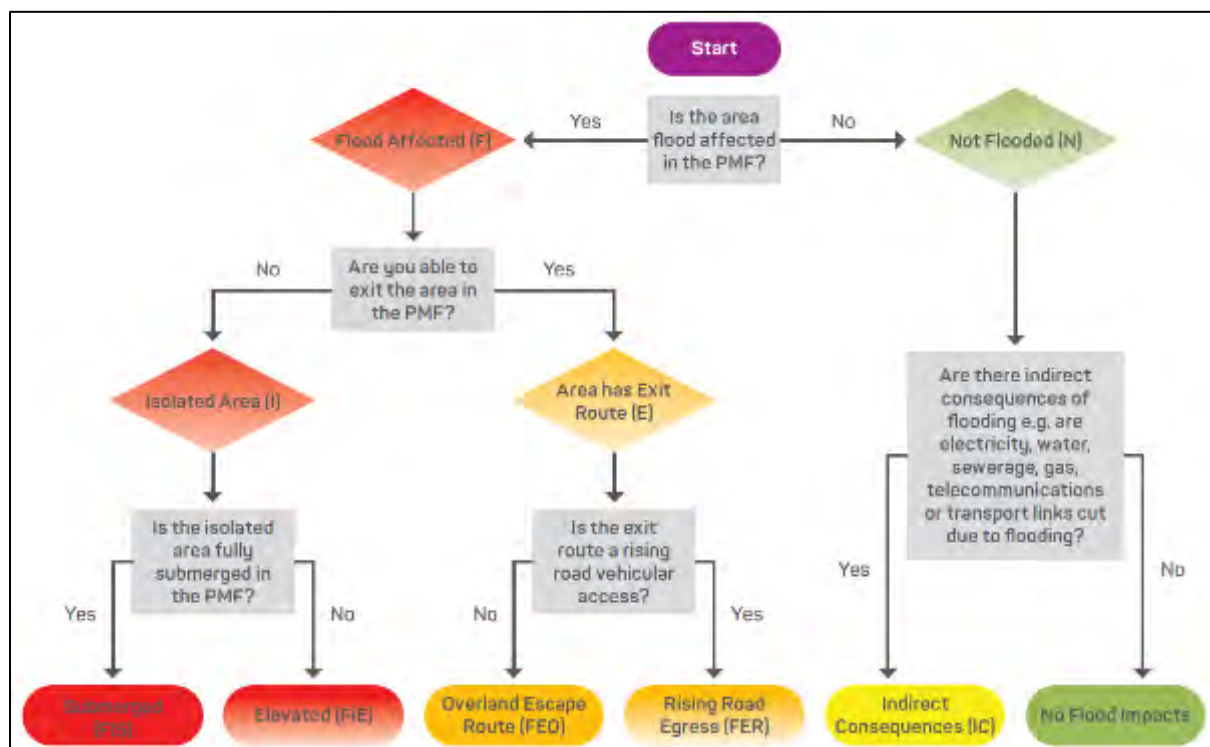 Start
Is the area
flood affected
in the PMF?
Yes
No
Flood Affected (F)
Not Flooded (N)
Are you able to
exit the area in
the PMF?
No
Yes
Isolated Area (I)
Area has Exit
Route (E)
Are there indirect
consequences of
flooding e.g. are
electricity, water,
sewerage, gas,
telecommunications
or transport links cut
due to flooding?
Is the isolated
area fully
submerged in
the PMF?
Is the exit
route a rising
road vehicular
access?
Yes
No
No
Yes
Yes
No
Submerged
(FIS)
Elevated (FIE)
Overland Escape
Route (FEO)
Rising Road
Egress (FER)
Indirect
Consequences (IC)
No Flood Impacts